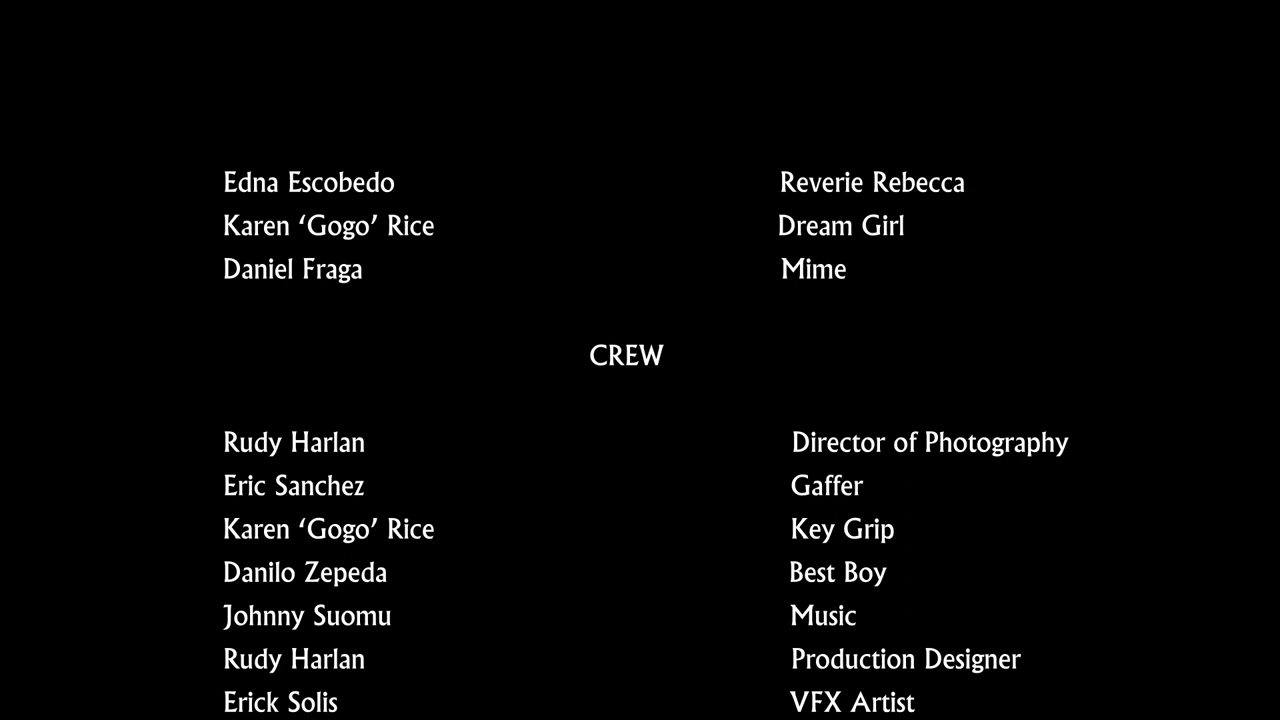 Edna Escobedo Reverie Rebecca
Karen ‘Gogo’ Rice Dream Girl
Daniel Fraga Mime
CREW
Rudy Harlan Director of Photography
Eric Sanchez Gaffer
Karen ‘Gogo’ Rice Key Grip
Danilo Zepeda Best Boy
Johnny Suomu Music
Rudy Harlan Production Designer
Erick Solis VFX Artist